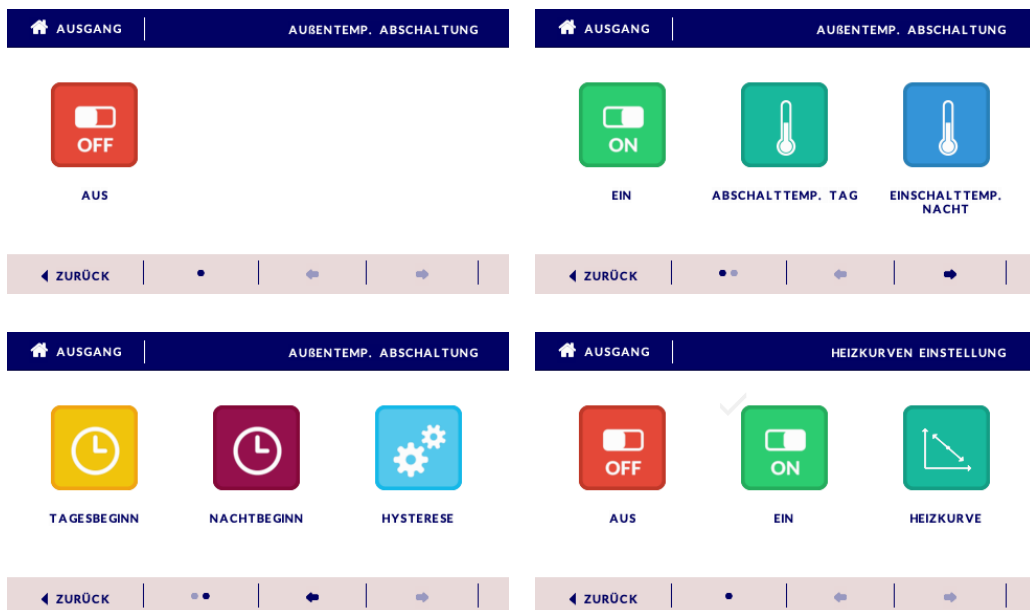 AUSGANG
AUßENTEMP. ABSCHALTUNG
OFF
AUS
ZURÜCK
AUSGANG
AUßENTEMP. ABSCHALTUNG
ON
EIN
ABSCHALTTEMP. TAG
EINSCHALTTEMP.
NACHT
ZURÜCK
AUSGANG
AUßENTEMP. ABSCHALTUNG
TAGESBEGINN
NACHTBEGINN
HYSTERESE
ZURÜCK
AUSGANG
HEIZKURVEN EINSTELLUNG
OFF
ON
AUS
EIN
HEIZKURVE
ZURÜCK